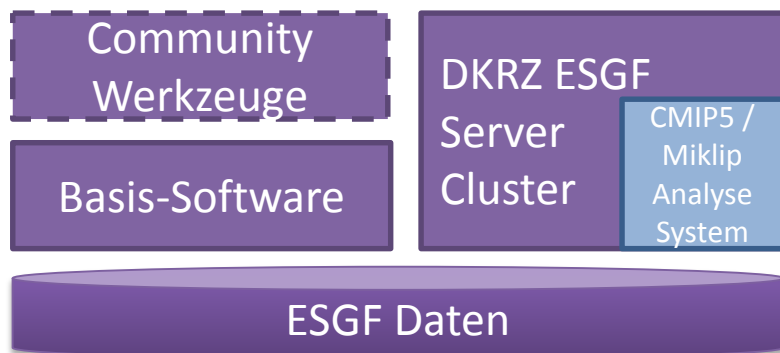 Community
Werkzeuge
Basis-Software
DKRZ ESGF
Server
Cluster
CMIP5 /
Miklip
Analyse
System
ESGF Daten